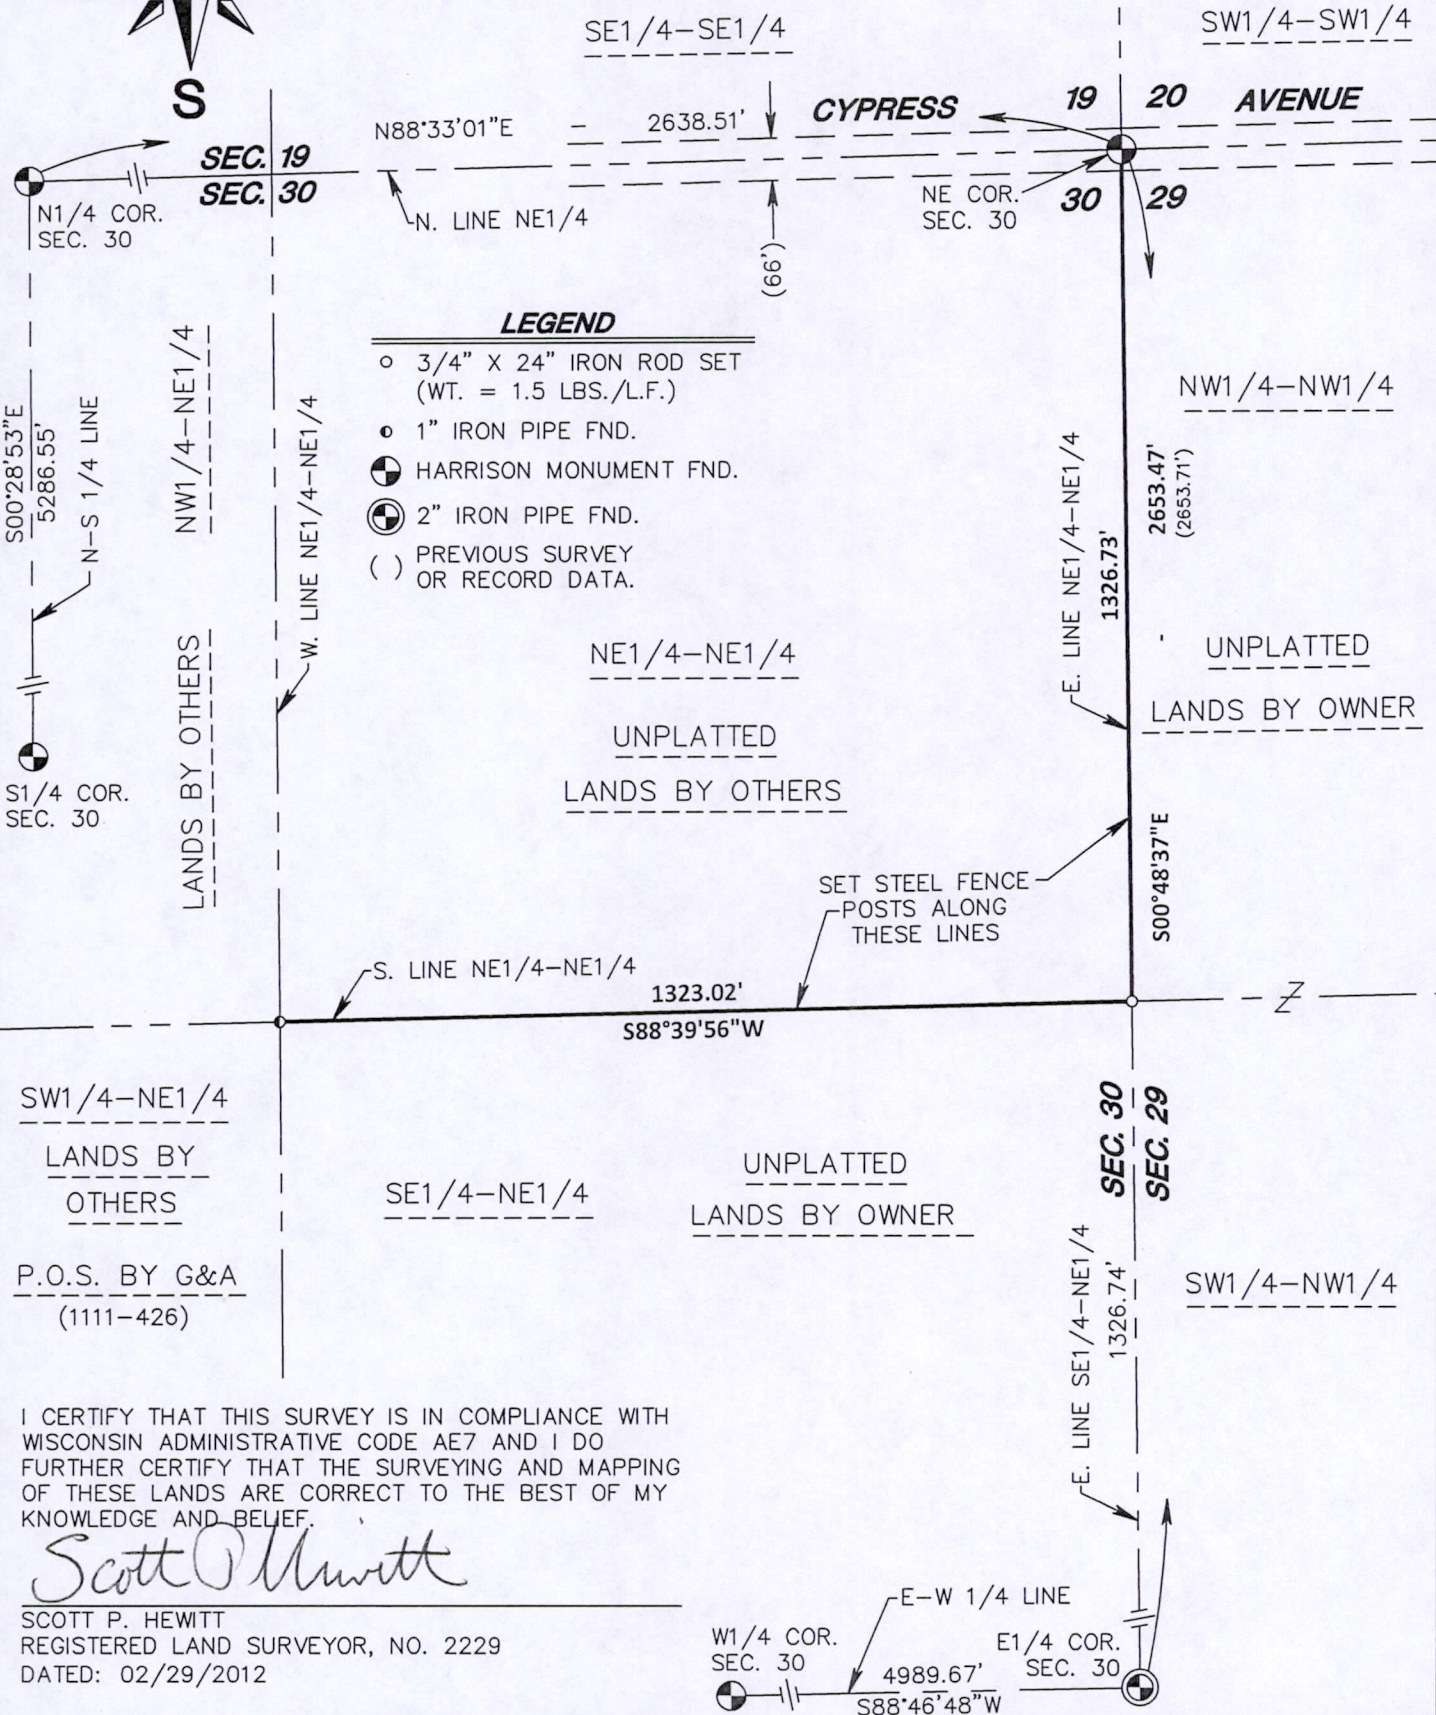 S
SE1/4-SE1/4
SW1/4-SW1/4
N88°33'01"E - 2638.51'
CYPRESS
19
20
AVENUE
SEC. 19
SEC. 30
N1/4 COR.
SEC. 30
N. LINE NE1/4
(66')
NE COR.
SEC. 30
30
29
LEGEND
3/4" X 24" IRON ROD SET
(WT. = 1.5 LBS./L.F.)
1" IRON PIPE FND.
HARRISON MONUMENT FND.
2" IRON PIPE FND.
( ) PREVIOUS SURVEY
OR RECORD DATA.
S00°28'53"E
5286.55'
N-S 1/4 LINE
NW1/4-NE1/4
LANDS BY OTHERS
W. LINE NE1/4-NE1/4
S1/4 COR.
SEC. 30
NE1/4-NE1/4
UNPLATTED
LANDS BY OTHERS
E. LINE NE1/4-NE1/4
1326.73'
S00°48'37"E - 2653.47'
(2653.71')
NW1/4-NW1/4
UNPLATTED
LANDS BY OWNER
SET STEEL FENCE
POSTS ALONG
THESE LINES
S. LINE NE1/4-NE1/4
1323.02'
S88°39'56"W
Z
SW1/4-NE1/4
LANDS BY
OTHERS
P.O.S. BY G&A
(1111-426)
SE1/4-NE1/4
UNPLATTED
LANDS BY OWNER
SEC. 30
SEC. 29
E. LINE SE1/4-NE1/4
1326.74'
SW1/4-NW1/4
I CERTIFY THAT THIS SURVEY IS IN COMPLIANCE WITH
WISCONSIN ADMINISTRATIVE CODE AE7 AND I DO
FURTHER CERTIFY THAT THE SURVEYING AND MAPPING
OF THESE LANDS ARE CORRECT TO THE BEST OF MY
KNOWLEDGE AND BELIEF.
Scott P Hewitt
SCOTT P. HEWITT
REGISTERED LAND SURVEYOR, NO. 2229
DATED: 02/29/2012
E-W 1/4 LINE
W1/4 COR.
SEC. 30
4989.67'
S88°46'48"W
E1/4 COR.
SEC. 30